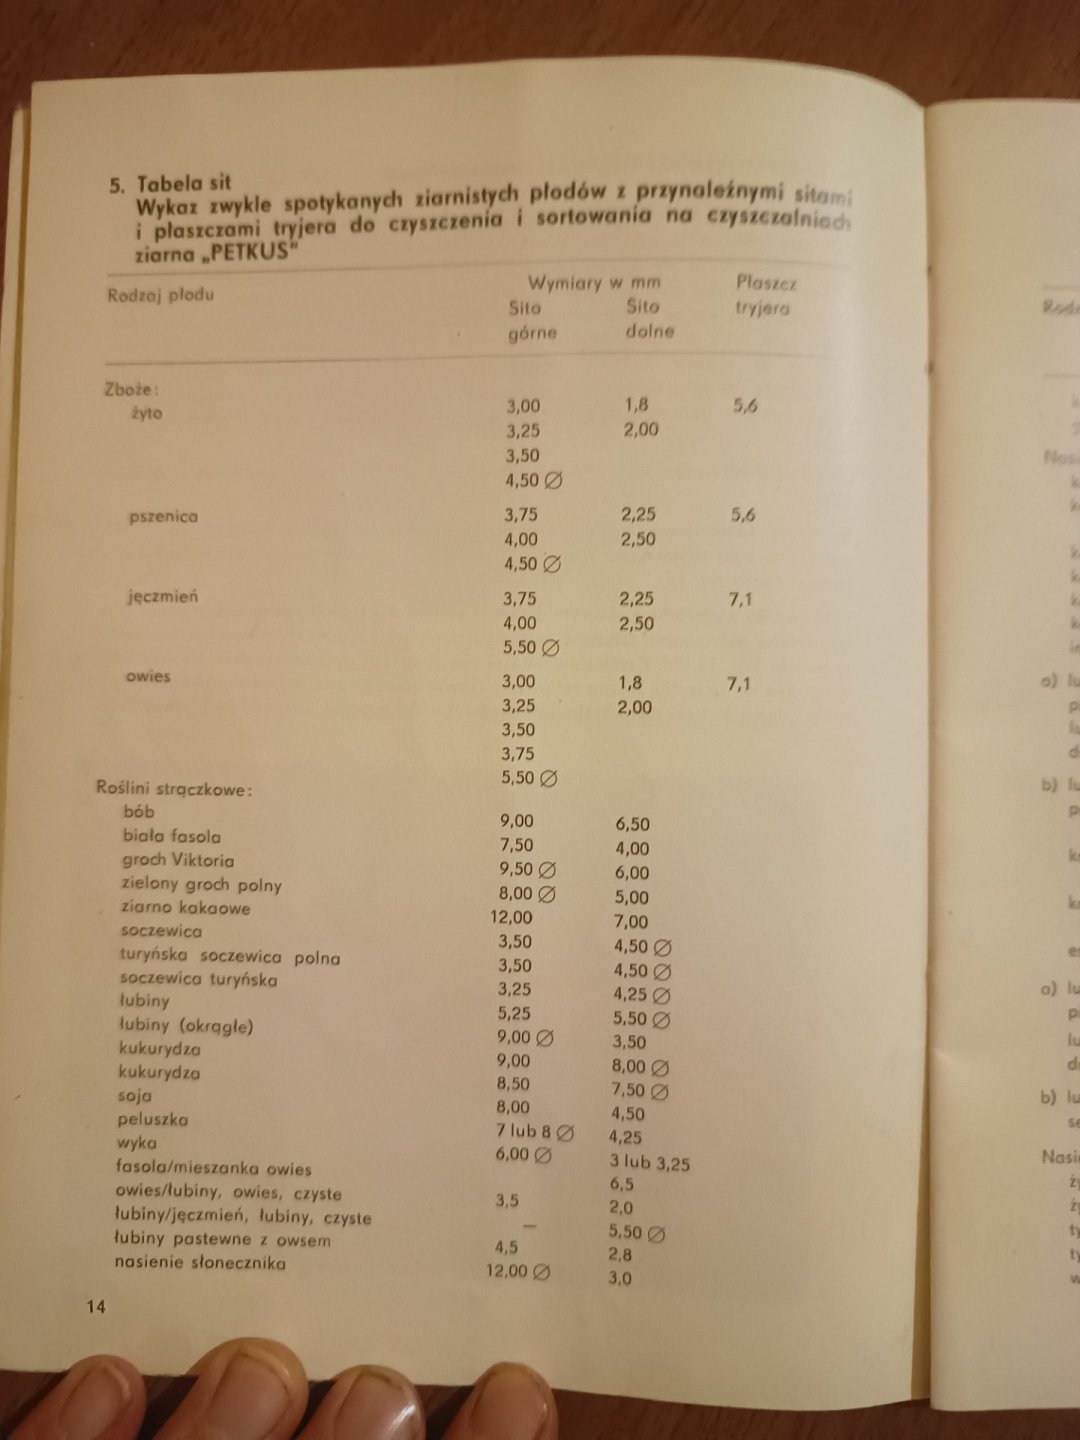 5. Tabela sit
Wykaz zwykle spotykanych ziarnistych płodów z przynależnymi sitami
i płaszczami tryjera do czyszczenia i sortowania na czyszczalniach
ziarna „PETKUS"
Rodzaj płodu Wymiary w mm Płaszcz
Sito Sito tryjera
górne dolne
Zboże:
żyto 3,00 1,8 5,6
3,25 2,00
3,50
4,50 ∅
pszenica 3,75 2,25 5,6
4,00 2,50
4,50 ∅
jęczmień 3,75 2,25 7,1
4,00 2,50
5,50 ∅
owies 3,00 1,8 7,1
3,25 2,00
3,50
3,75
5,50 ∅
Roślini strączkowe:
bób 9,00 6,50
biała fasola 7,50 4,00
groch Viktoria 9,50 ∅ 6,00
zielony groch polny 8,00 ∅ 5,00
ziarno kakaowe 12,00 7,00
soczewica 3,50 4,50 ∅
turyńska soczewica polna 3,50 4,50 ∅
soczewica turyńska 3,25 4,25 ∅
łubiny 5,25 5,50 ∅
łubiny (okrągłe) 9,00 ∅ 3,50
kukurydza 9,00 8,00 ∅
kukurydza 8,50 7,50 ∅
soja 8,00 4,50
peluszka 7 lub 8 ∅ 4,25
wyka 6,00 ∅ 3 lub 3,25
fasola/mieszanka owies 6,5
owies/łubiny, owies, czyste 3,5 2,0
łubiny/jęczmień, łubiny, czyste — 5,50 ∅
łubiny pastewne z owsem 4,5 2,8
nasienie słonecznika 12,00 ∅ 3,0
14
a)
b)
a)
b)